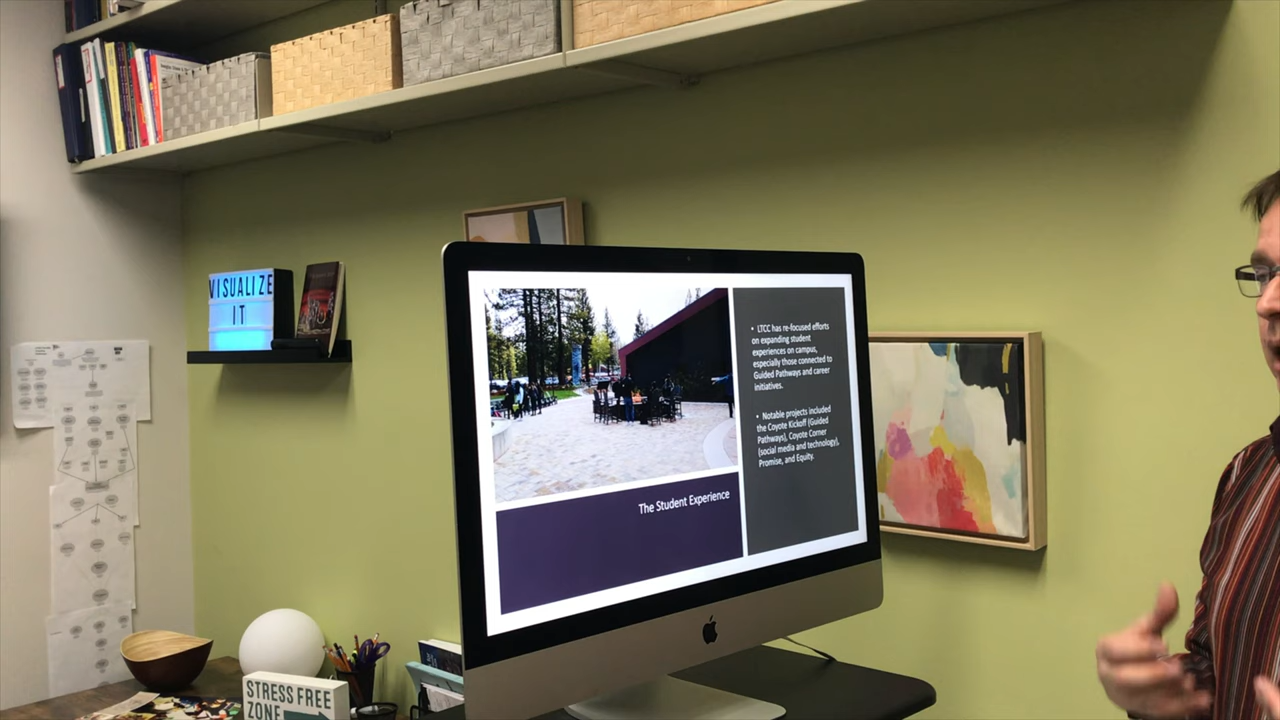 VISUALIZE
IT
• LTCC has re-focused efforts
on expanding student
experiences on campus,
especially those connected to
Guided Pathways and career
initiatives.
• Notable projects included
the Coyote Kickoff (Guided
Pathways), Coyote Corner
(social media and technology),
Promise, and Equity.
The Student Experience
STRESS FREE
ZONE